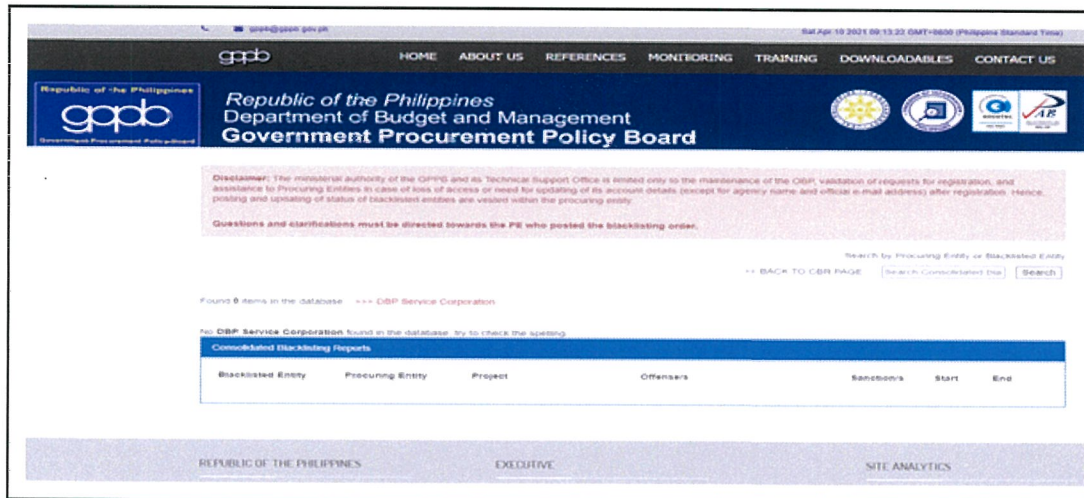 gppb@gppb.gov.ph
Sat Apr 10 2021 09:13:22 GMT+0800 (Philippine Standard Time)
gppb HOME ABOUT US REFERENCES MONITORING TRAINING DOWNLOADABLES CONTACT US
Republic of the Philippines
gppb
Government Procurement Policy Board
Republic of the Philippines
Department of Budget and Management
Government Procurement Policy Board
Disclaimer: The ministerial authority of the GPPB and its Technical Support Office is limited only to the maintenance of the OBP, validation of requests for registration, and
assistance to Procuring Entities in case of loss of access or need for updating of its account details (except for agency name and official e-mail address) after registration. Hence,
posting and updating of status of blacklisted entities are vested within the procuring entity.
Questions and clarifications must be directed towards the PE who posted the blacklisting order.
Search by Procuring Entity or Blacklisted Entity
<< BACK TO CBR PAGE Search Consolidated Bla Search
Found 0 items in the database >>> DBP Service Corporation
No DBP Service Corporation found in the database. try to check the spelling.
Consolidated Blacklisting Reports
Blacklisted Entity Procuring Entity Project Offense/s Sanction/s Start End
REPUBLIC OF THE PHILIPPINES EXECUTIVE SITE ANALYTICS